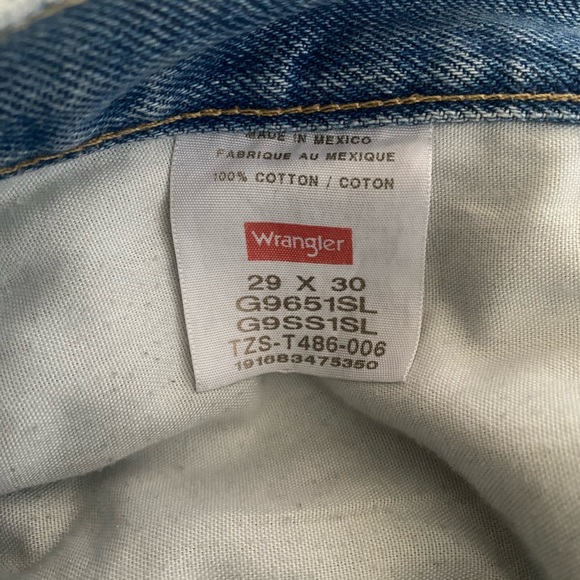 MADE IN MEXICO
FABRIQUE AU MEXIQUE
100% COTTON / COTON
Wrangler
29 X 30
G9651SL
G9SS1SL
TZS-T486-006
191683475350